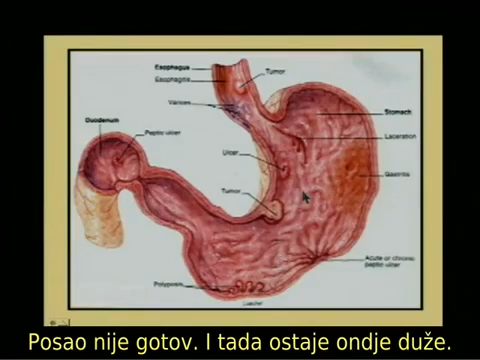 Esophagus
Esophagitis
Tumor
Varices
Duodenum
Stomach
Peptic ulcer
Laceration
Ulcer
Gastritis
Tumor
Acute or chronic
peptic ulcer
Polyposis
Posao nije gotov. I tada ostaje ondje duže.